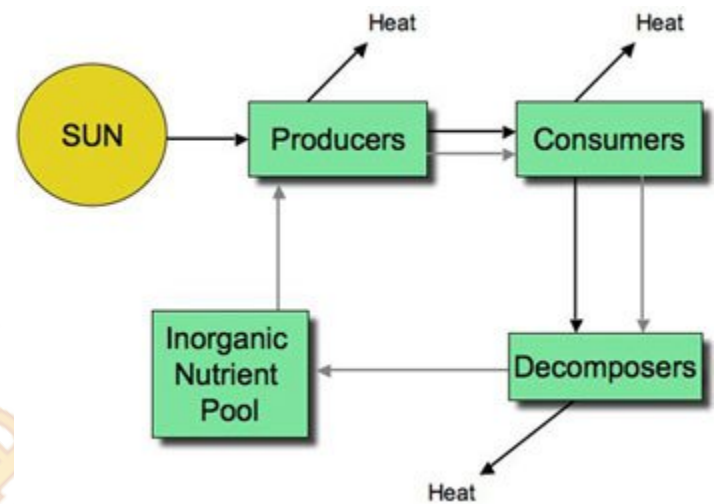 Heat
Heat
SUN
Producers
Consumers
Inorganic
Nutrient
Pool
Decomposers
Heat